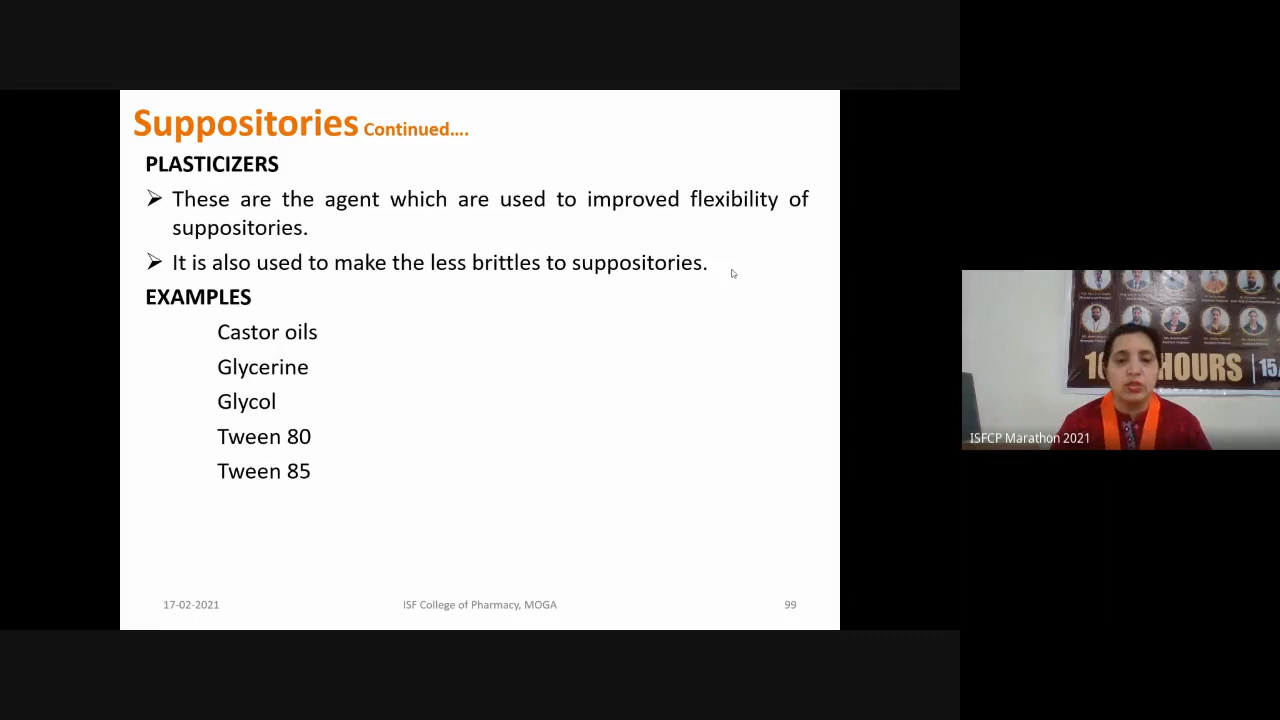 Suppositories Continued....
PLASTICIZERS
➢ These are the agent which are used to improved flexibility of
suppositories.
➢ It is also used to make the less brittles to suppositories.
EXAMPLES
Castor oils
Glycerine
Glycol
Tween 80
Tween 85
17-02-2021
ISF College of Pharmacy, MOGA
99
HOURS
15
ISFCP Marathon 2021